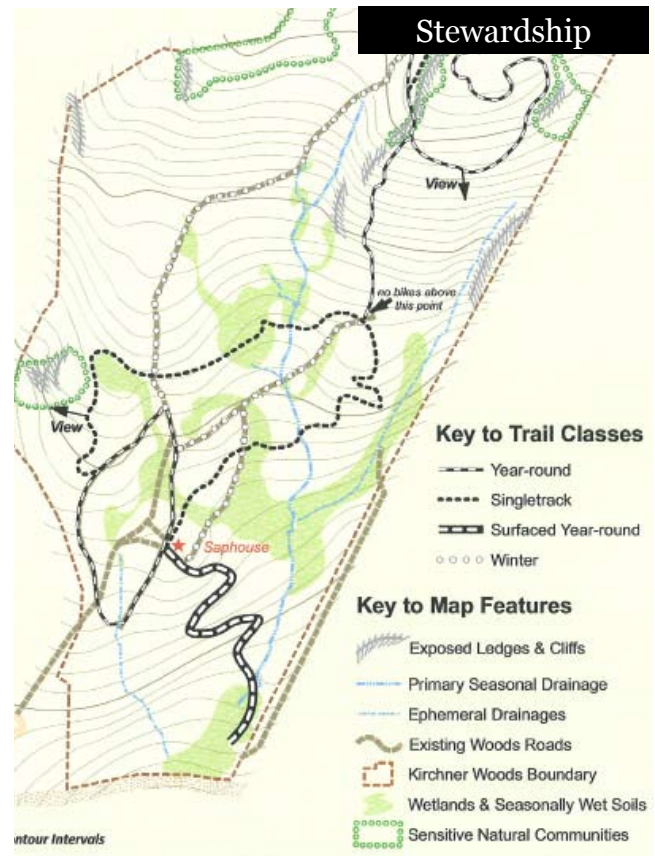 Stewardship
View
no bikes above
this point
View
Saphouse
Key to Trail Classes
Year-round
Singletrack
Surfaced Year-round
Winter
Key to Map Features
Exposed Ledges & Cliffs
Primary Seasonal Drainage
Ephemeral Drainages
Existing Woods Roads
Kirchner Woods Boundary
Wetlands & Seasonally Wet Soils
Sensitive Natural Communities
ntour Intervals